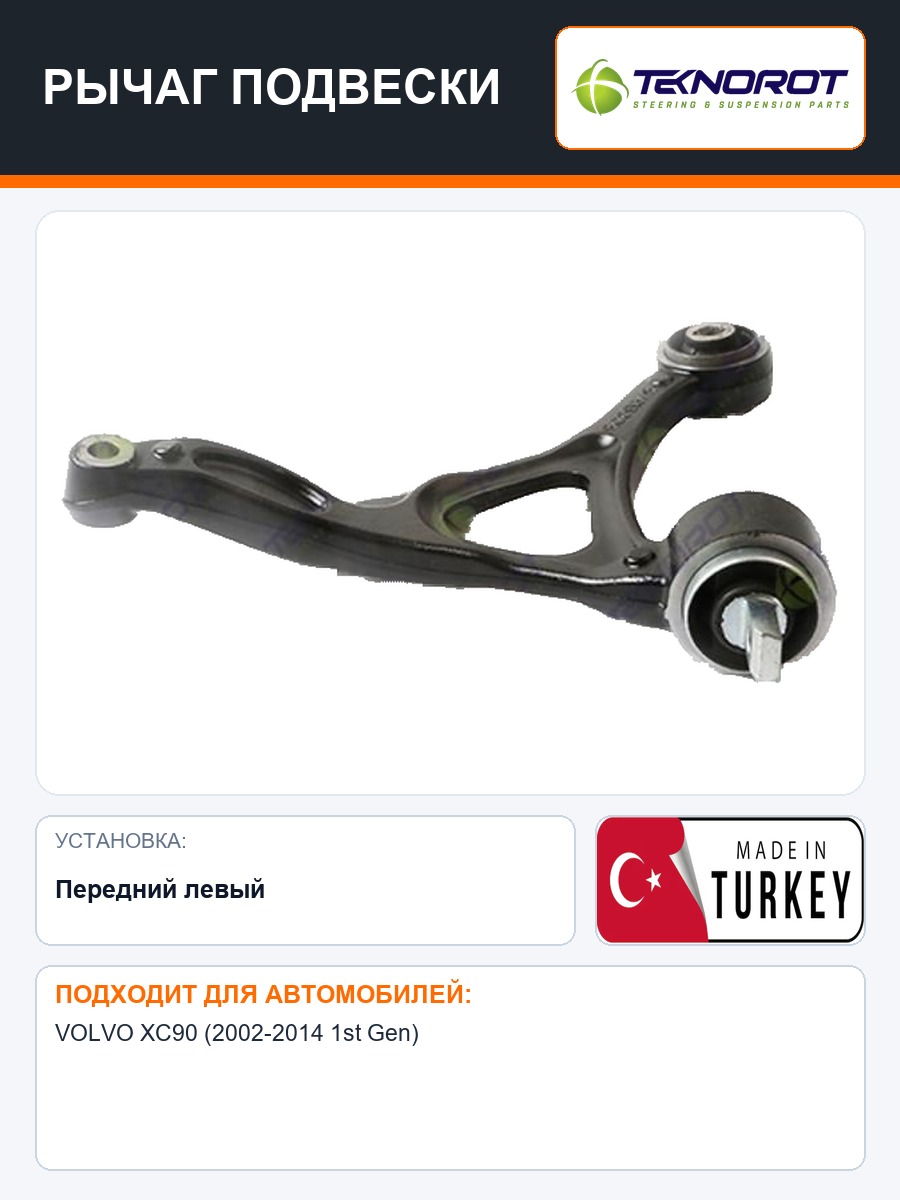 РЫЧАГ ПОДВЕСКИ
TEKNOROT
STEERING & SUSPENSION PARTS
УСТАНОВКА:
Передний левый
MADE IN
TURKEY
ПОДХОДИТ ДЛЯ АВТОМОБИЛЕЙ:
VOLVO XC90 (2002-2014 1st Gen)